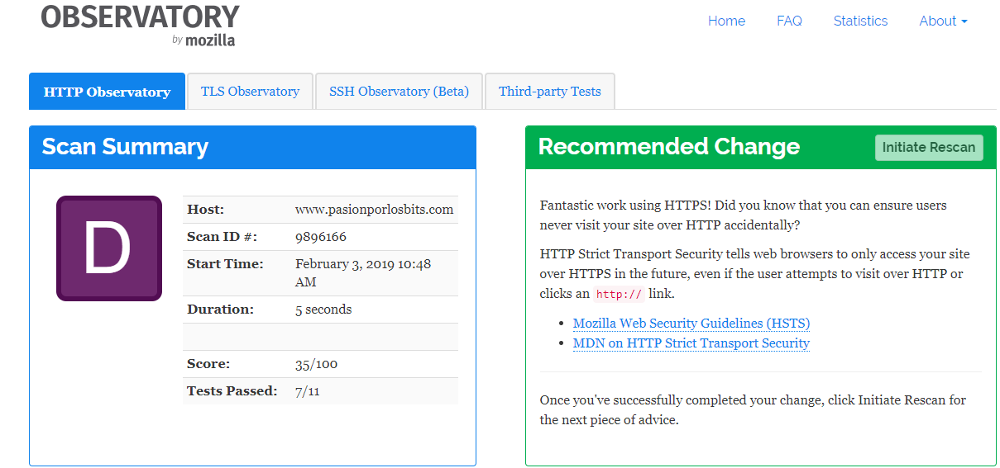 OBSERVATORY
by mozilla
Home FAQ Statistics About
HTTP Observatory TLS Observatory SSH Observatory (Beta) Third-party Tests
Scan Summary
D
Host: www.pasionporlosbits.com
Scan ID #: 9896166
Start Time: February 3, 2019 10:48
AM
Duration: 5 seconds
Score: 35/100
Tests Passed: 7/11
Recommended Change Initiate Rescan
Fantastic work using HTTPS! Did you know that you can ensure users
never visit your site over HTTP accidentally?
HTTP Strict Transport Security tells web browsers to only access your site
over HTTPS in the future, even if the user attempts to visit over HTTP or
clicks an http:// link.
• Mozilla Web Security Guidelines (HSTS)
• MDN on HTTP Strict Transport Security
Once you've successfully completed your change, click Initiate Rescan for
the next piece of advice.